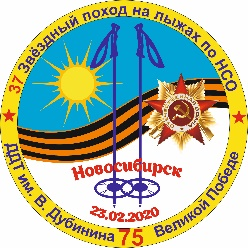 37 Звёздный поход на лыжах по НСО
Новосибирск
23.02.2020
ДДТ им. В. Дубинина 75 Великой Победе